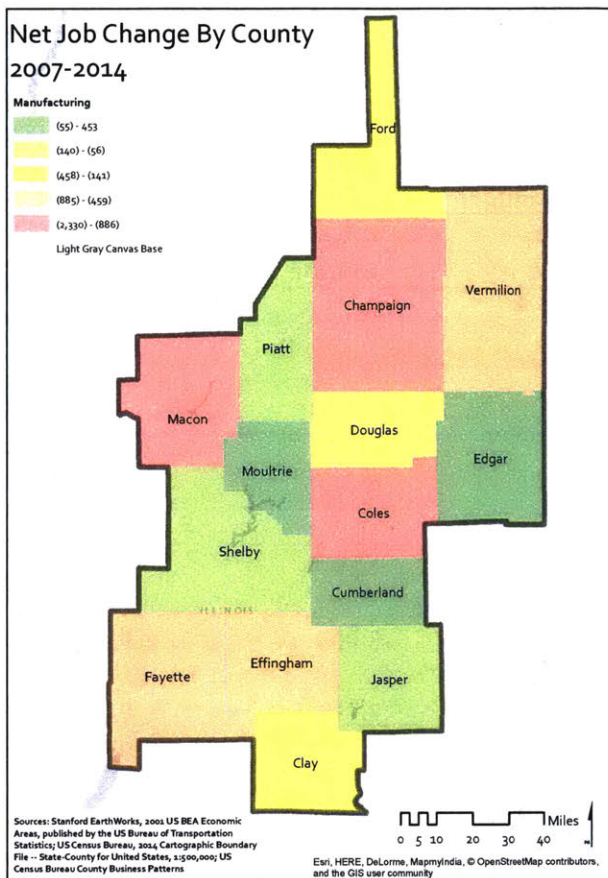 Net Job Change By County
2007-2014
Manufacturing
(55) - 453
(140) - (56)
(458) - (141)
(885) - (459)
(2,330) - (886)
Light Gray Canvas Base
Ford
Champaign
Vermilion
Piatt
Macon
Douglas
Edgar
Moultrie
Coles
Shelby
Cumberland
ILLINOIS
Effingham
Fayette
Jasper
Clay
Sources: Stanford EarthWorks, 2001 US BEA Economic
Areas, published by the US Bureau of Transportation
Statistics; US Census Bureau, 2014 Cartographic Boundary
File -- State-County for United States, 1:500,000; US
Census Bureau County Business Patterns
Miles
0 5 10 20 30 40
N
Esri, HERE, DeLorme, MapmyIndia, © OpenStreetMap contributors,
and the GIS user community